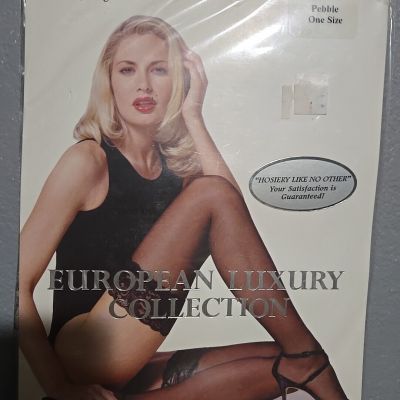 Pebble
One Size
"HOSIERY LIKE NO OTHER"
Your Satisfaction is
Guaranteed!
EUROPEAN LUXURY
COLLECTION